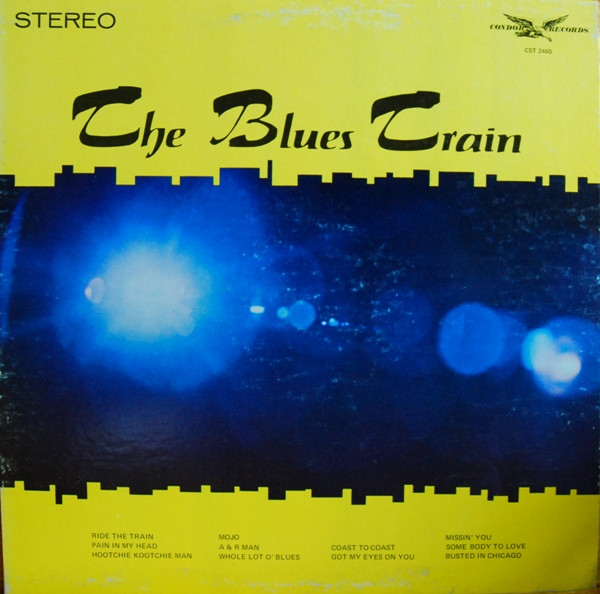 STEREO
CONDOR RECORDS
CST 2465
The Blues Train
RIDE THE TRAIN
PAIN IN MY HEAD
HOOTCHIE KOOTCHIE MAN
MOJO
A & R MAN
WHOLE LOT O' BLUES
COAST TO COAST
GOT MY EYES ON YOU
MISSIN' YOU
SOME BODY TO LOVE
BUSTED IN CHICAGO